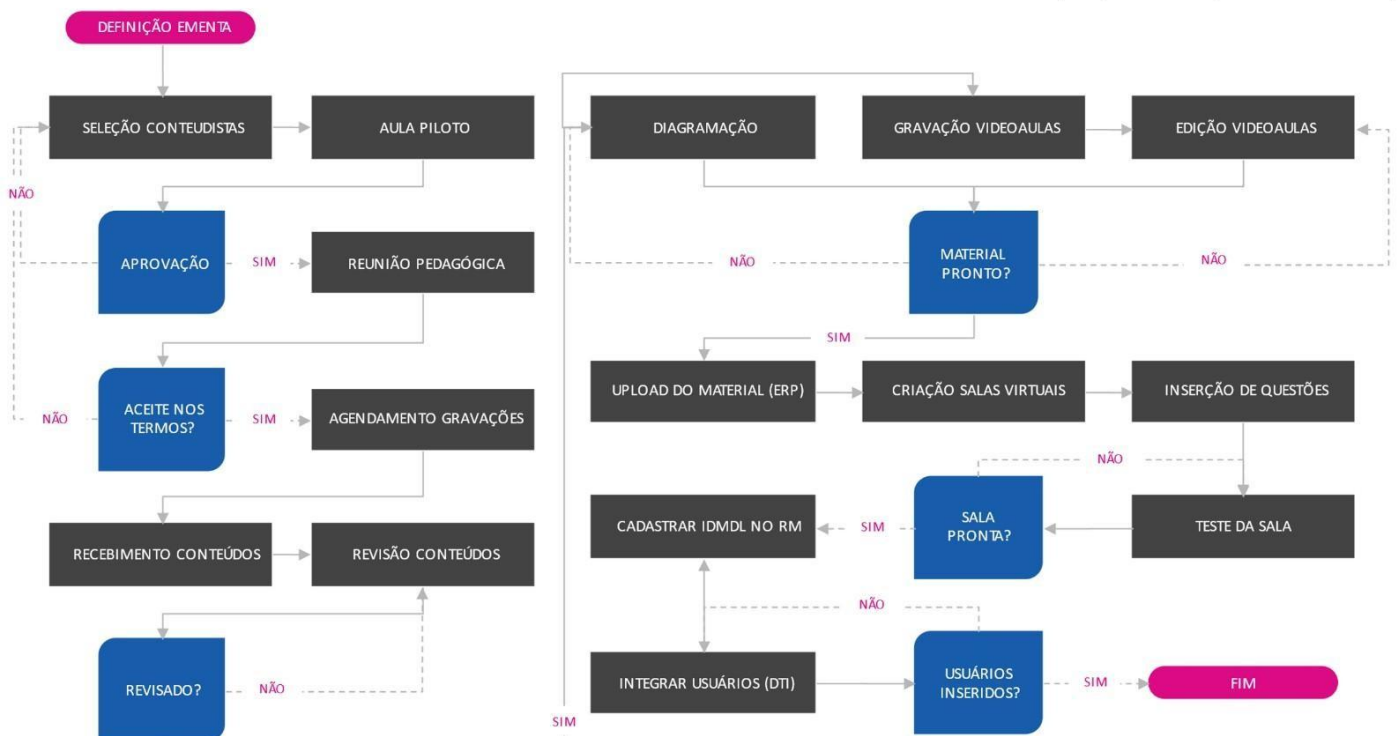 DEFINIÇÃO EMENTA
SELEÇÃO CONTEUDISTAS
AULA PILOTO
NÃO
APROVAÇÃO
SIM
REUNIÃO PEDAGÓGICA
NÃO
ACEITE NOS
TERMOS?
SIM
AGENDAMENTO GRAVAÇÕES
RECEBIMENTO CONTEÚDOS
REVISÃO CONTEÚDOS
REVISADO?
NÃO
SIM
DIAGRAMAÇÃO
GRAVAÇÃO VIDEOAULAS
EDIÇÃO VIDEOAULAS
NÃO
MATERIAL
PRONTO?
NÃO
SIM
UPLOAD DO MATERIAL (ERP)
CRIAÇÃO SALAS VIRTUAIS
INSERÇÃO DE QUESTÕES
NÃO
CADASTRAR IDMDL NO RM
SIM
SALA
PRONTA?
TESTE DA SALA
NÃO
INTEGRAR USUÁRIOS (DTI)
USUÁRIOS
INSERIDOS?
SIM
FIM